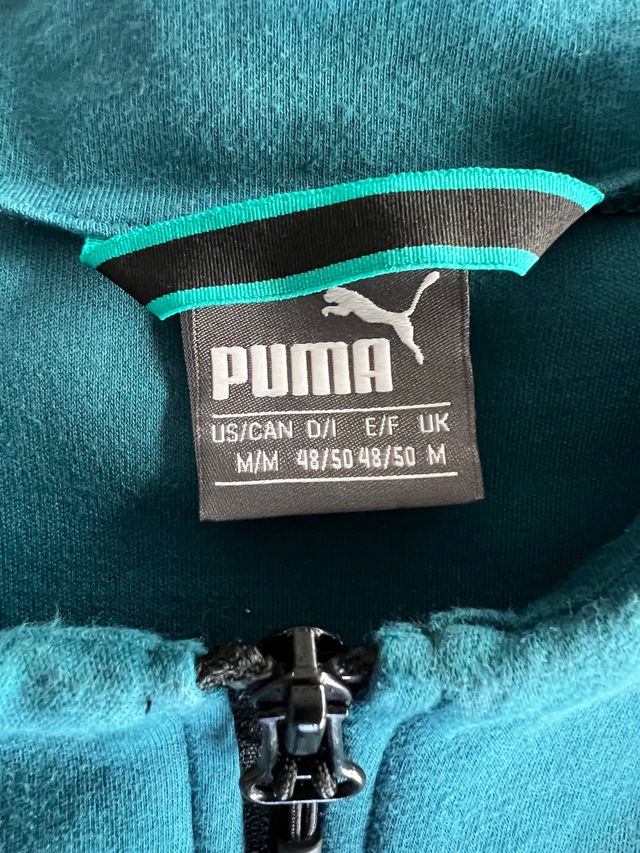 PUMA
US/CAN D/I E/F UK
M/M 48/50 48/50 M